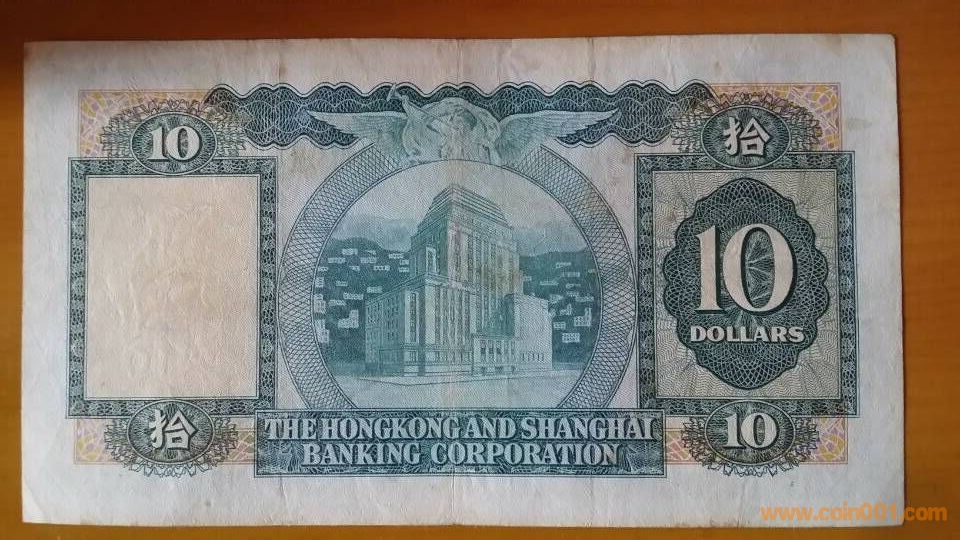 10
拾
10
DOLLARS
拾
10
THE HONGKONG AND SHANGHAI
BANKING CORPORATION
www.coin001.com